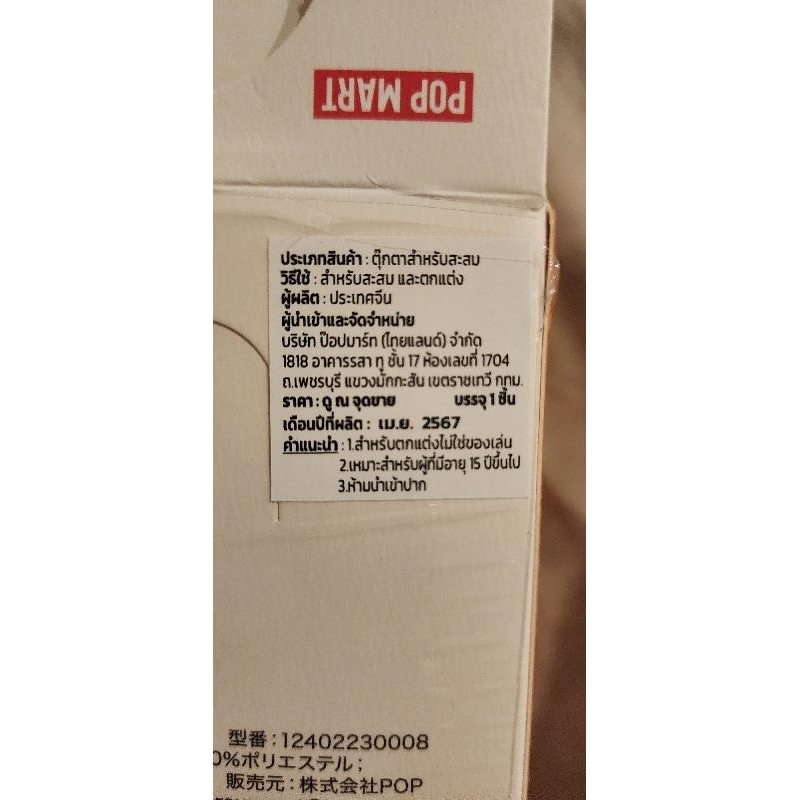 POP MART
ประเภทสินค้า : ตุ๊กตาสำหรับสะสม
วิธีใช้ : สำหรับสะสม และตกแต่ง
ผู้ผลิต : ประเทศจีน
ผู้นำเข้าและจัดจำหน่าย
บริษัท ป๊อปมาร์ท (ไทยแลนด์) จำกัด
1818 อาคารรสา ทู ชั้น 17 ห้องเลขที่ 1704
ถ.เพชรบุรี แขวงมักกะสัน เขตราชเทวี กทม.
ราคา : ดู ณ จุดขาย บรรจุ 1 ชิ้น
เดือนปีที่ผลิต : เม.ย. 2567
คำแนะนำ : 1.สำหรับตกแต่งไม่ใช่ของเล่น
2.เหมาะสำหรับผู้ที่มีอายุ 15 ปีขึ้นไป
3.ห้ามนำเข้าปาก
型番:12402230008
0%ポリエステル;
販売元:株式会社POP